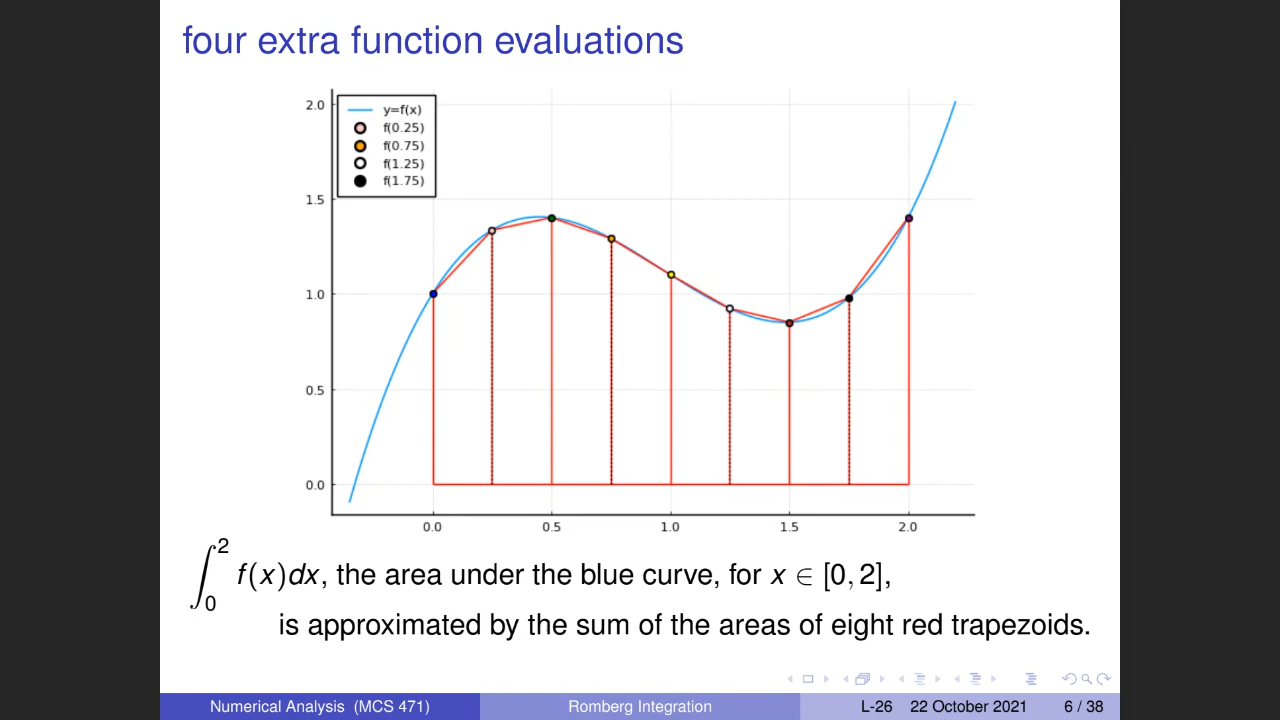 four extra function evaluations
2.0
1.5
1.0
0.5
0.0
y=f(x)
f(0.25)
f(0.75)
f(1.25)
f(1.75)
0.0 0.5 1.0 1.5 2.0
∫₀² f(x)dx, the area under the blue curve, for x ∈ [0, 2],
is approximated by the sum of the areas of eight red trapezoids.
Numerical Analysis (MCS 471) Romberg Integration L-26 22 October 2021 6 / 38